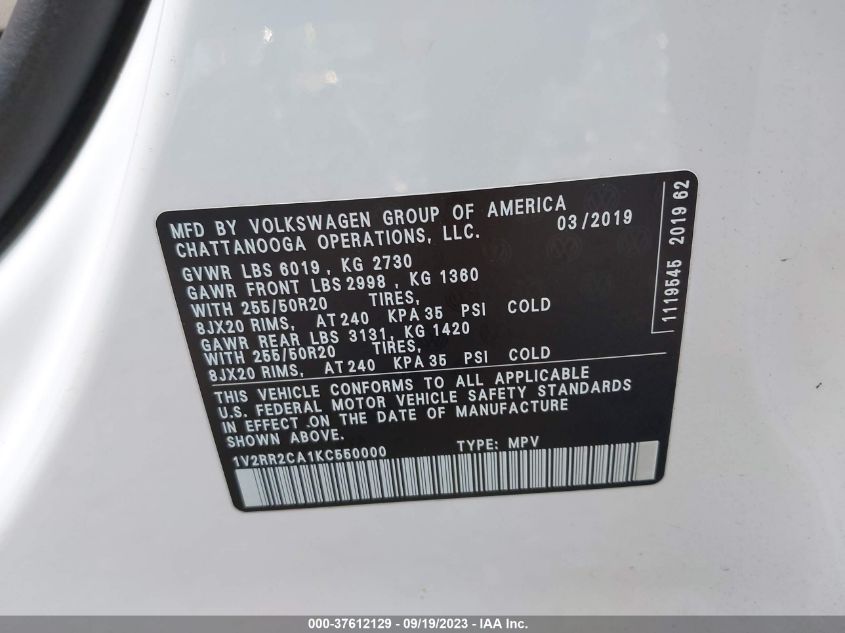 MFD BY VOLKSWAGEN GROUP OF AMERICA
CHATTANOOGA OPERATIONS, LLC. 03/2019
GVWR LBS 6019 , KG 2730
GAWR FRONT LBS 2998 , KG 1360
WITH 255/50R20 TIRES,
8JX20 RIMS, AT 240 KPA 35 PSI COLD
GAWR REAR LBS 3131, KG 1420
WITH 255/50R20 TIRES,
8JX20 RIMS, AT 240 KPA 35 PSI COLD
THIS VEHICLE CONFORMS TO ALL APPLICABLE
U.S. FEDERAL MOTOR VEHICLE SAFETY STANDARDS
IN EFFECT .ON THE DATE OF MANUFACTURE
SHOWN ABOVE.
1V2RR2CA1KC550000 TYPE: MPV
1119545 2019 62
000-37612129 - 09/19/2023 - © IAA Inc.